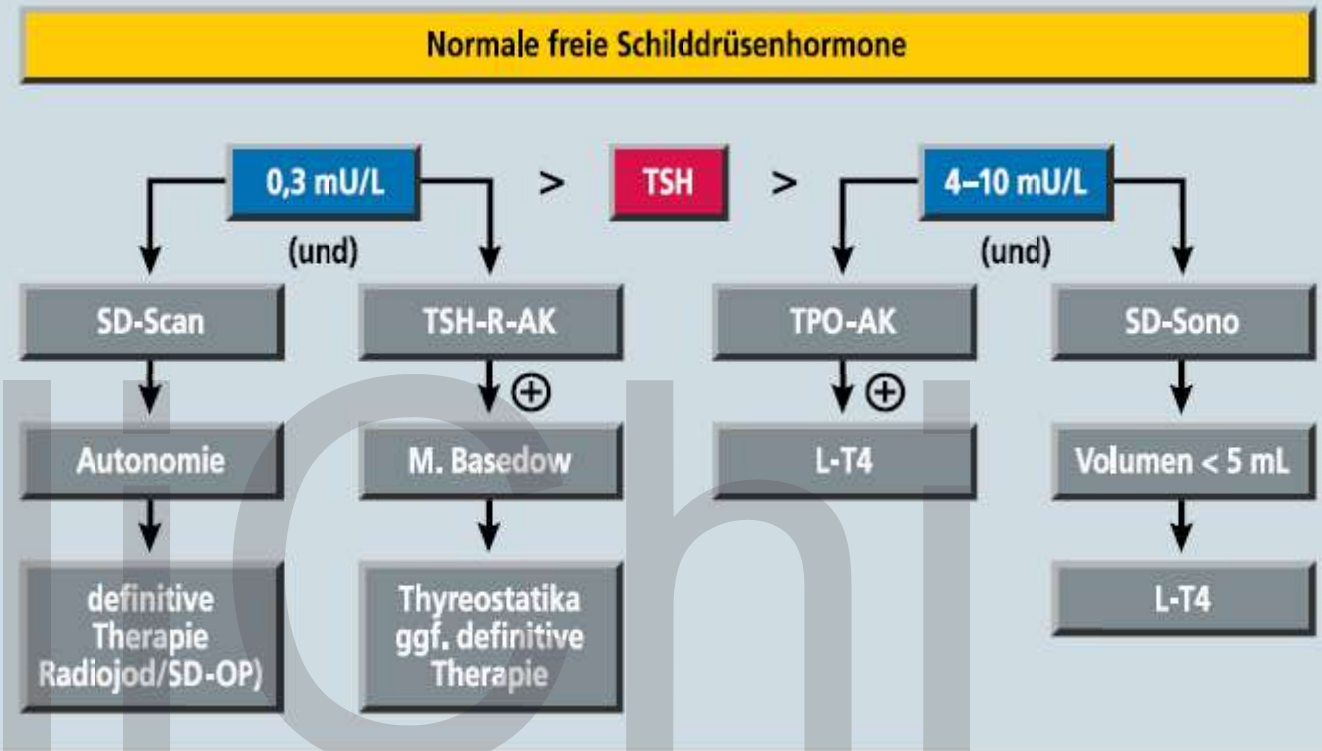 Normale freie Schilddrüsenhormone
0,3 mU/L > TSH > 4–10 mU/L
(und) (und)
SD-Scan TSH-R-AK TPO-AK SD-Sono
+ +
Autonomie M. Basedow L-T4 Volumen < 5 mL
definitive
Therapie
Radiojod/SD-OP)
Thyreostatika
ggf. definitive
Therapie
L-T4